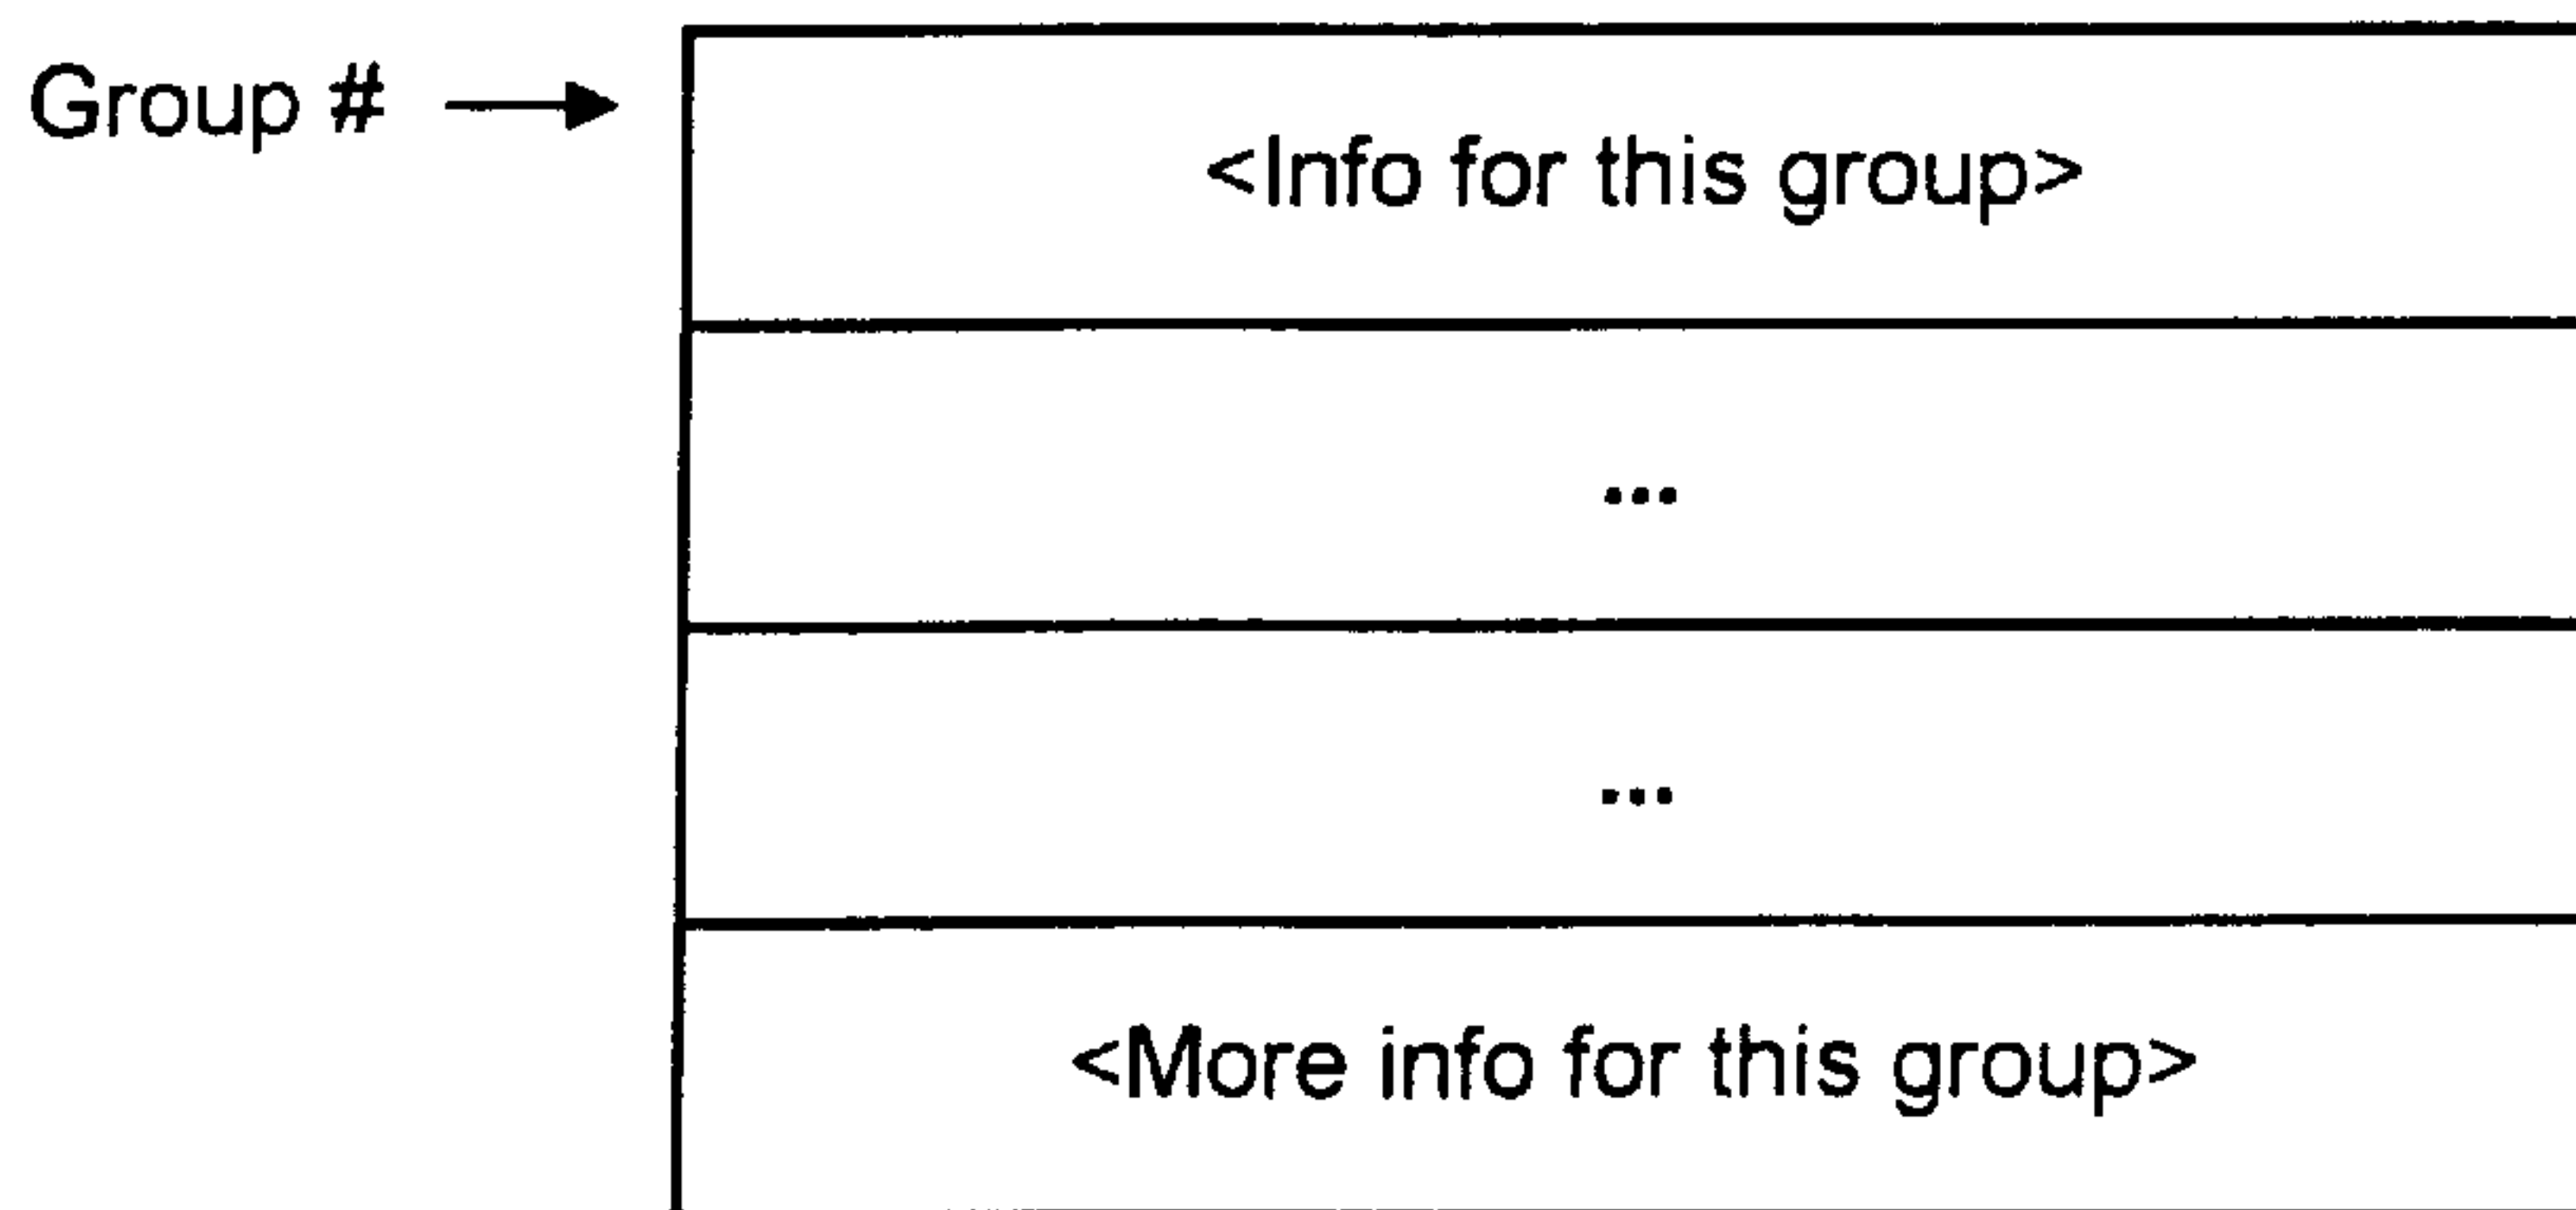 Group #
<Info for this group>
...
...
<More info for this group>